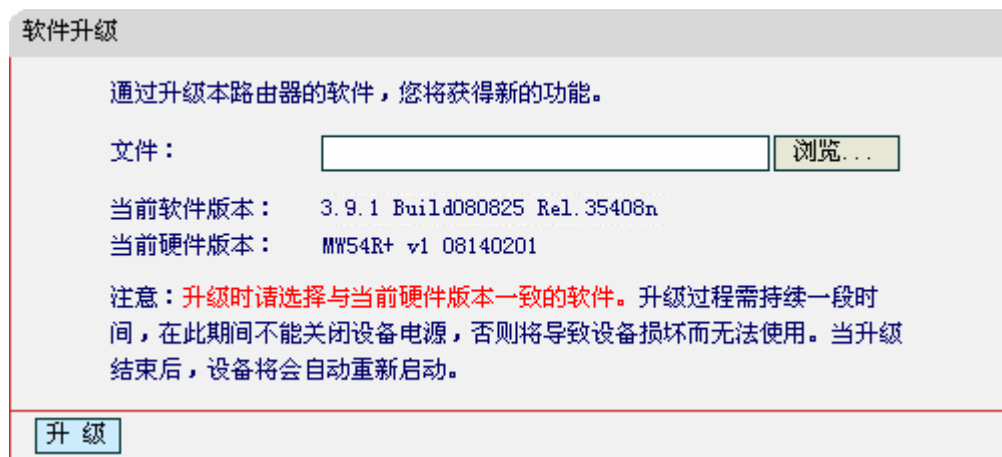 软件升级
通过升级本路由器的软件，您将获得新的功能。
文件： 浏览...
当前软件版本： 3.9.1 Build080825 Rel.35408n
当前硬件版本： MW54R+ v1 08140201
注意：升级时请选择与当前硬件版本一致的软件。升级过程需持续一段时
间，在此期间不能关闭设备电源，否则将导致设备损坏而无法使用。当升级
结束后，设备将会自动重新启动。
升 级